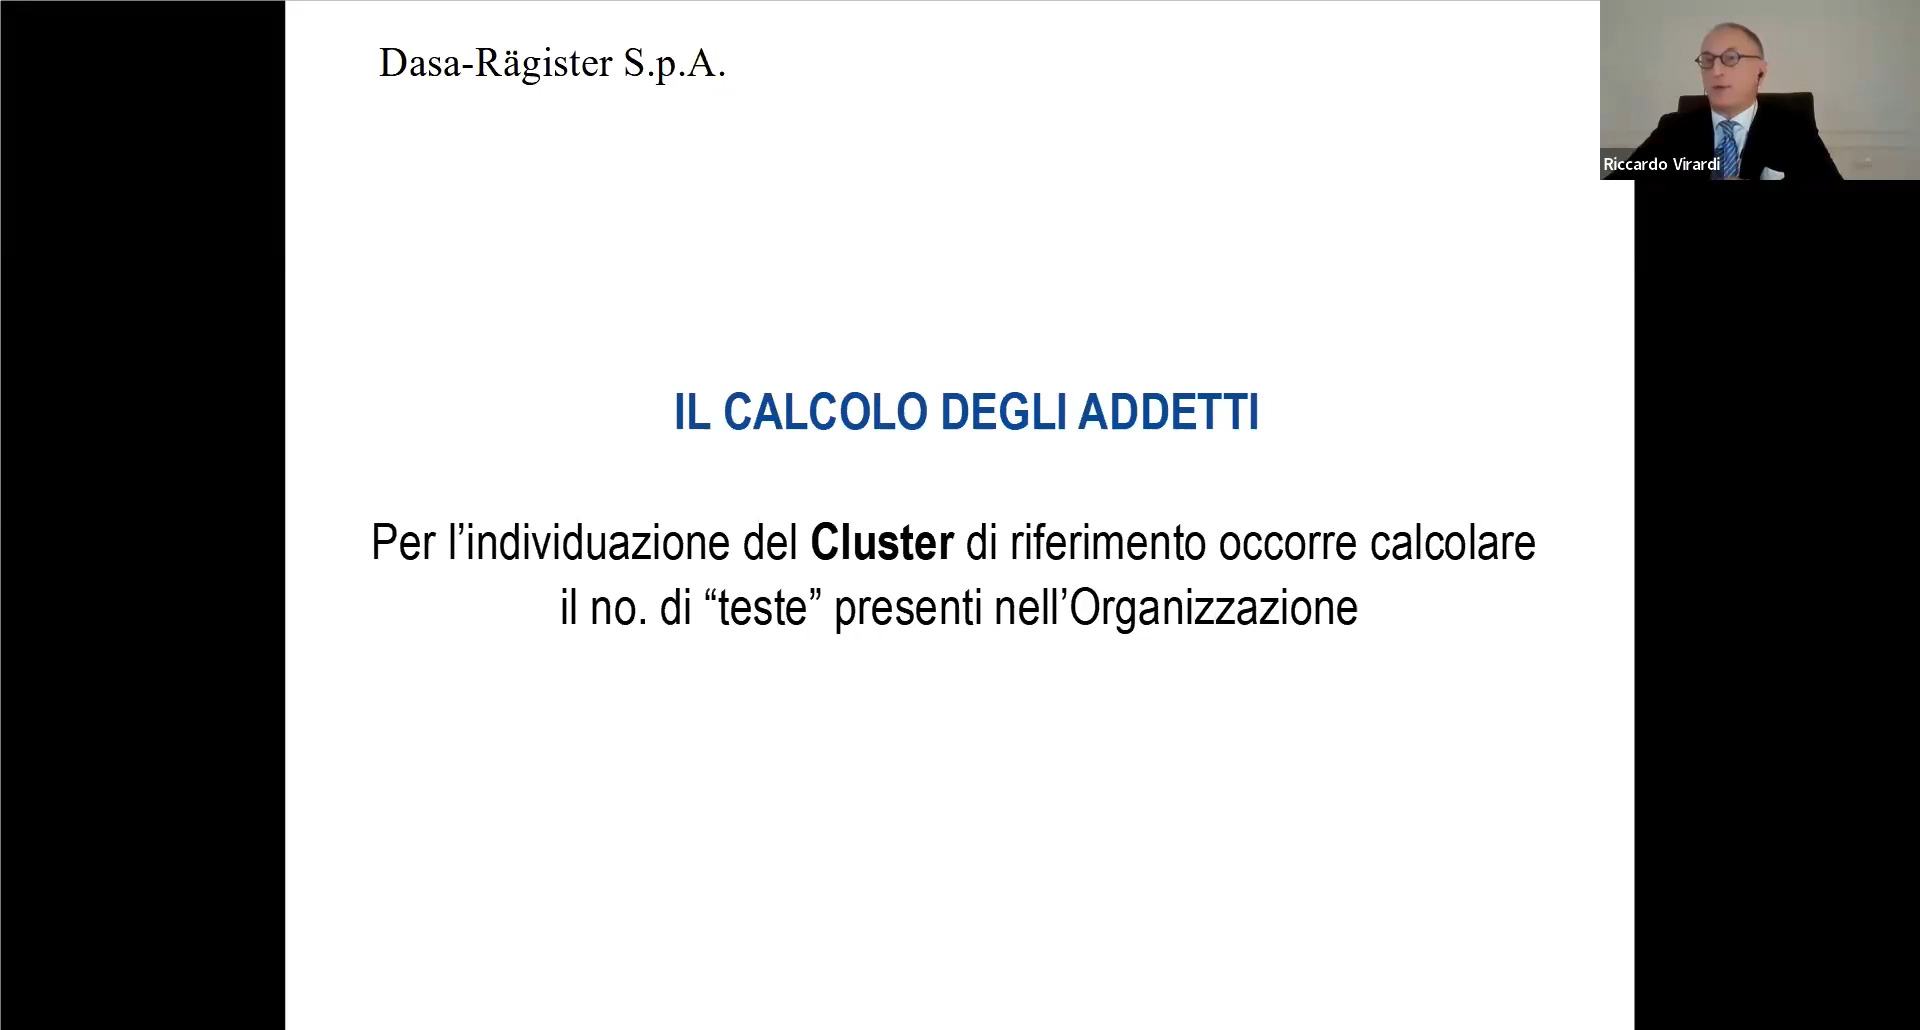 Dasa-Rägister S.p.A.
Riccardo Virardi
IL CALCOLO DEGLI ADDETTI
Per l’individuazione del Cluster di riferimento occorre calcolare
il no. di “teste” presenti nell’Organizzazione